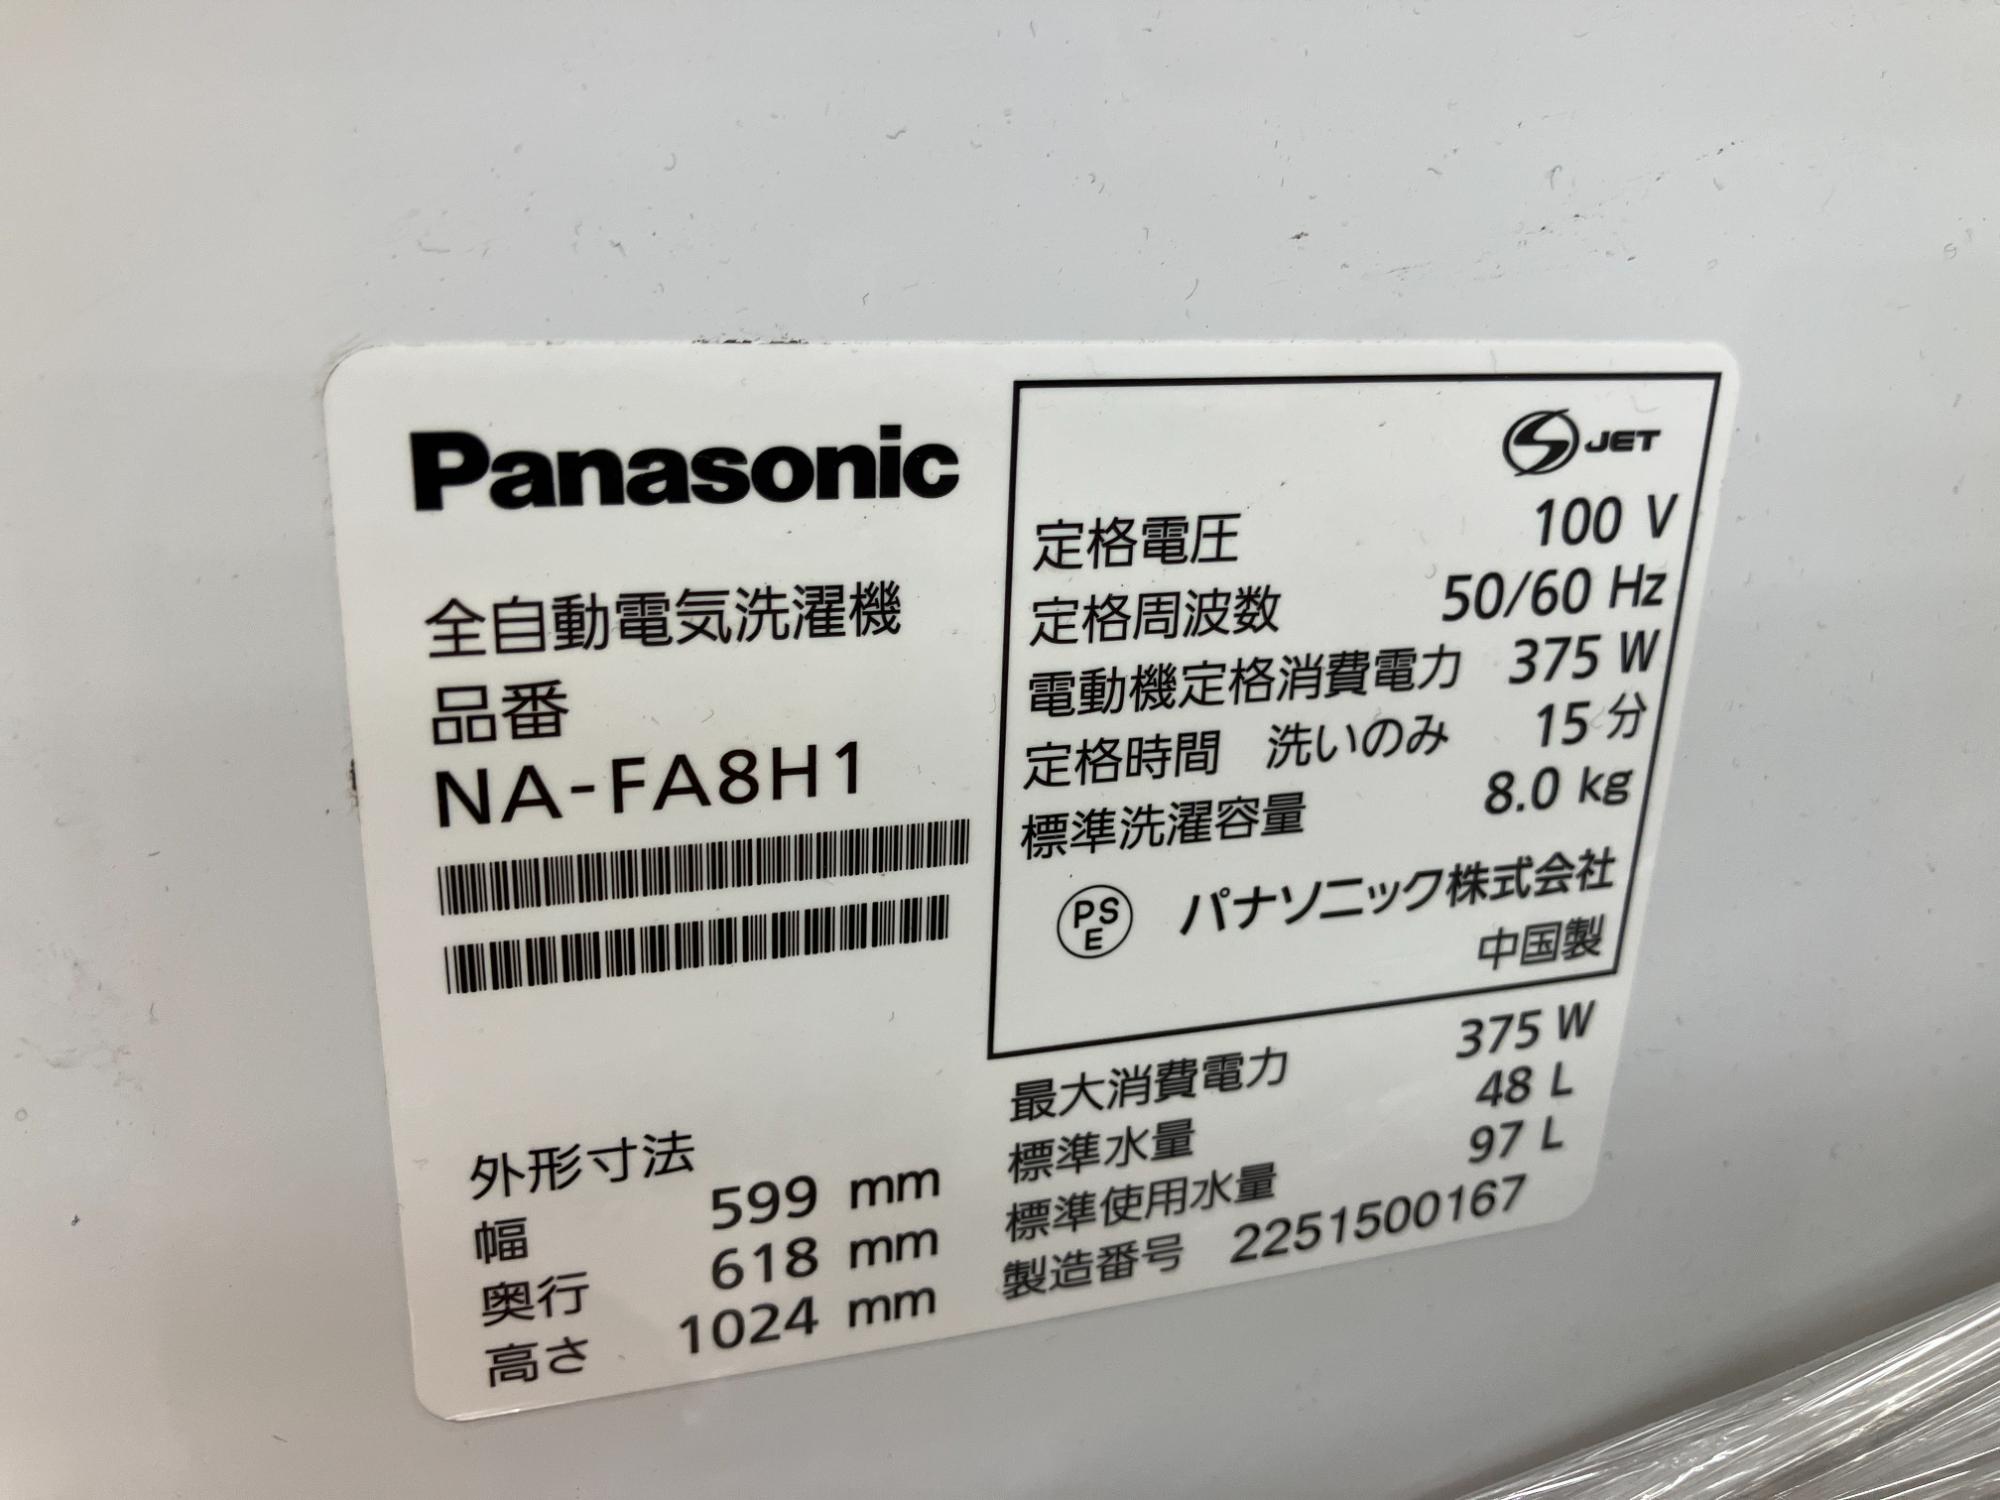 Panasonic
全自動電気洗濯機
品番
NA-FA8H1
外形寸法
幅 599 mm
奥行 618 mm
高さ 1024 mm
S JET
定格電圧 100 V
定格周波数 50/60 Hz
電動機定格消費電力 375 W
定格時間 洗いのみ 15 分
標準洗濯容量 8.0 kg
PS
E
パナソニック株式会社
中国製
最大消費電力 375 W
標準水量 48 L
標準使用水量 97 L
製造番号 2251500167